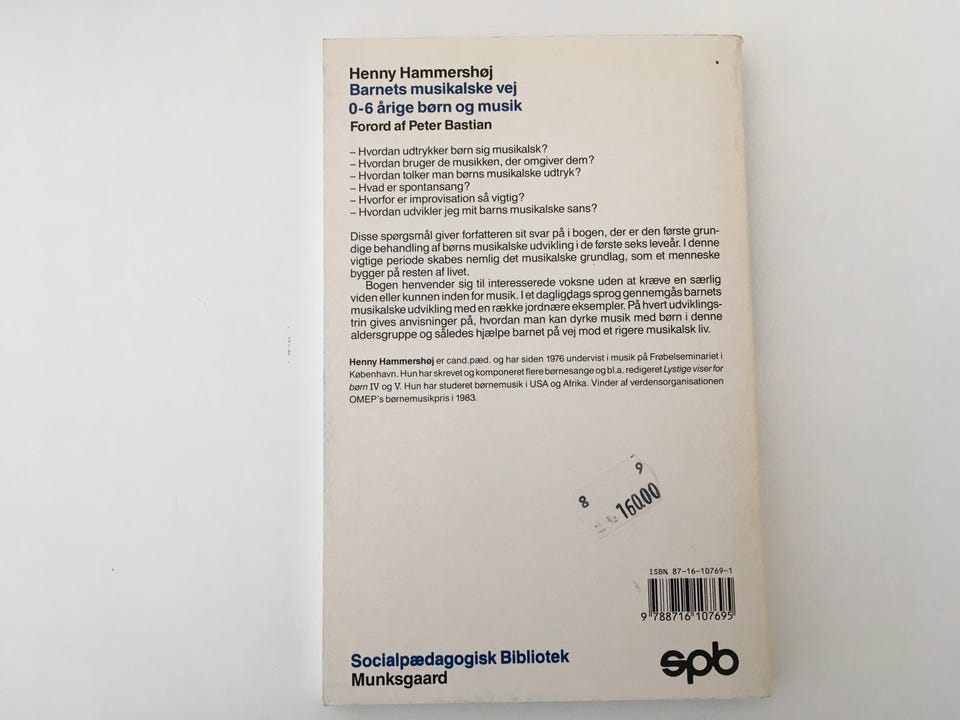 Henny Hammershøj
Barnets musikalske vej
0-6 årige børn og musik
Forord af Peter Bastian
– Hvordan udtrykker børn sig musikalsk?
– Hvordan bruger de musikken, der omgiver dem?
– Hvordan tolker man børns musikalske udtryk?
– Hvad er spontansang?
– Hvorfor er improvisation så vigtig?
– Hvordan udvikler jeg mit barns musikalske sans?
Disse spørgsmål giver forfatteren sit svar på i bogen, der er den første grun-
dige behandling af børns musikalske udvikling i de første seks leveår. I denne
vigtige periode skabes nemlig det musikalske grundlag, som et menneske
bygger på resten af livet.
Bogen henvender sig til interesserede voksne uden at kræve en særlig
viden eller kunnen inden for musik. I et dagligdags sprog gennemgås barnets
musikalske udvikling med en række jordnære eksempler. På hvert udviklings-
trin gives anvisninger på, hvordan man kan dyrke musik med børn i denne
aldersgruppe og således hjælpe barnet på vej mod et rigere musikalsk liv.
Henny Hammershøj er cand.pæd. og har siden 1976 undervist i musik på Frøbelseminariet i
København. Hun har skrevet og komponeret flere børnesange og bl.a. redigeret Lystige viser for
børn IV og V. Hun har studeret børnemusik i USA og Afrika. Vinder af verdensorganisationen
OMEP's børnemusikpris i 1983.
8 9
160.00
ISBN 87-16-10769-1
9 788716 107695
Socialpædagogisk Bibliotek
Munksgaard
spb